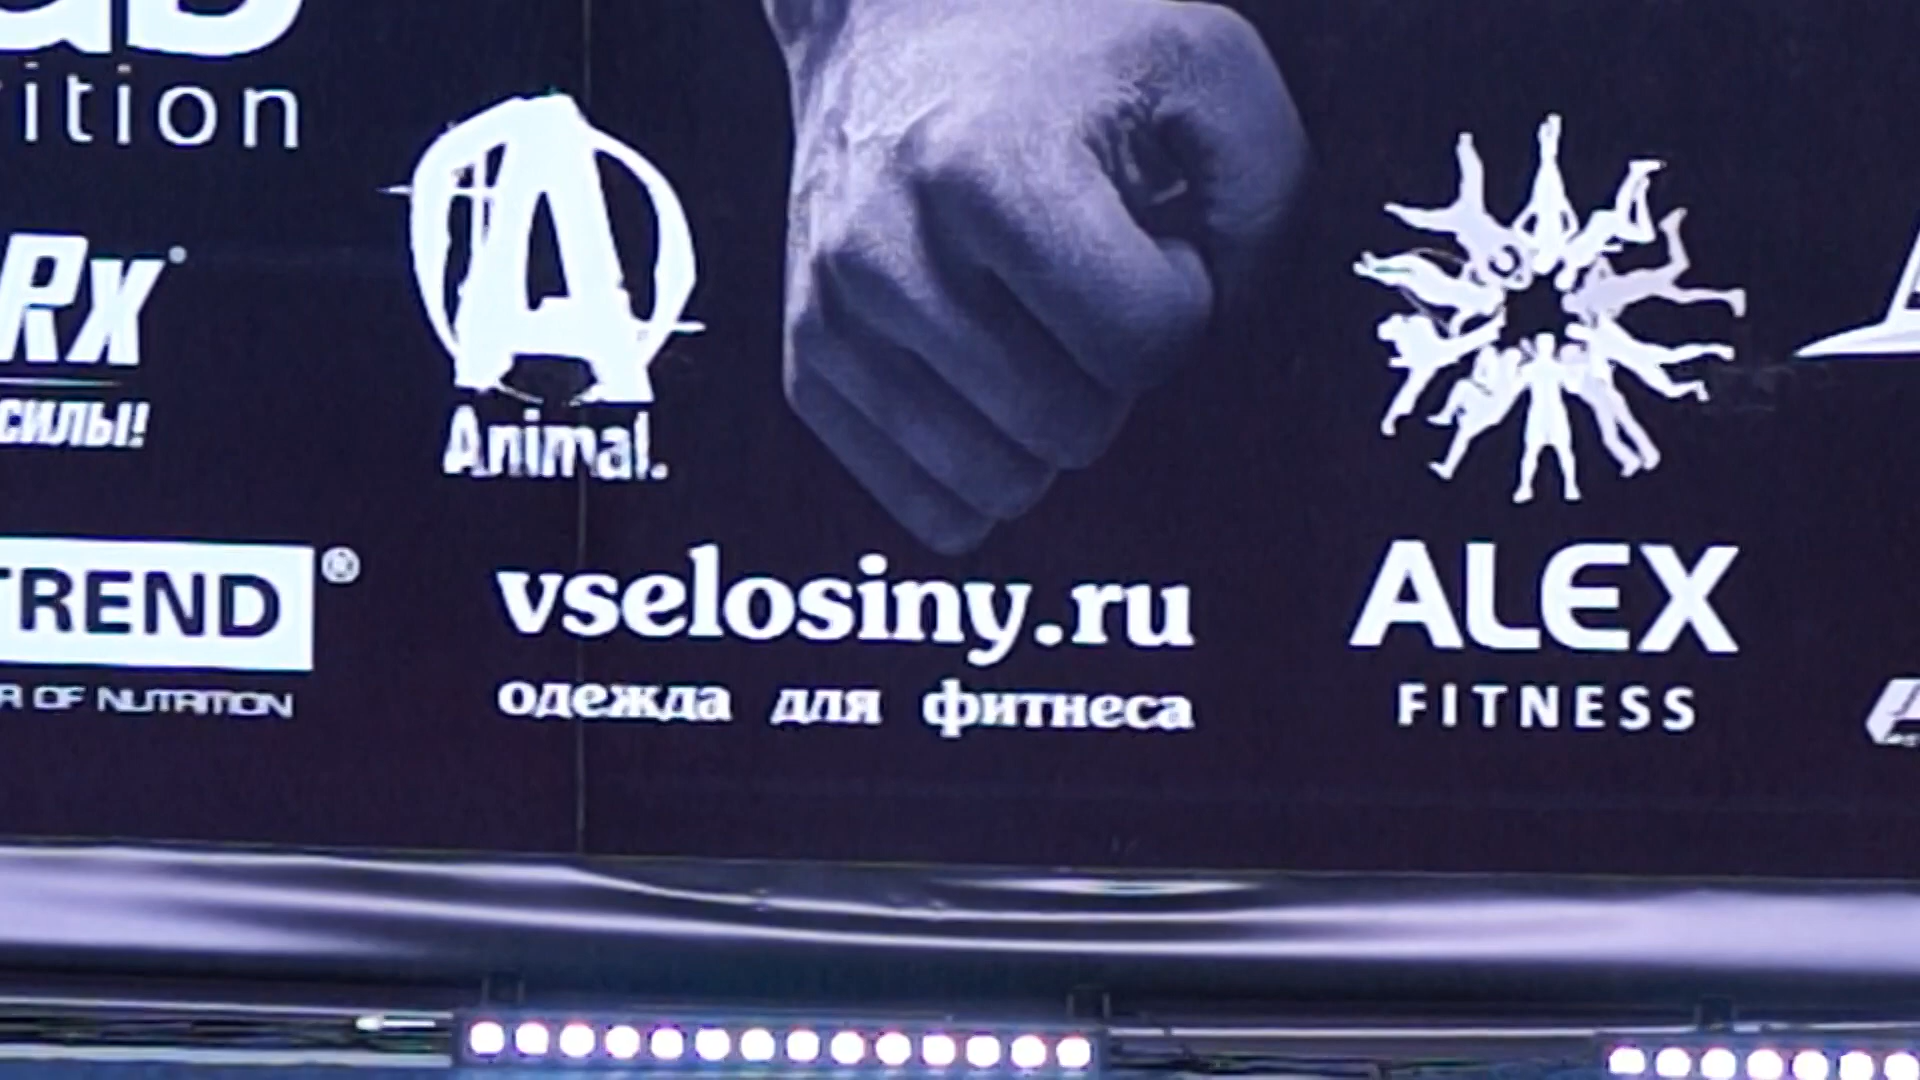 ition
Rx
СИЛЫ!
Animal.
TREND
OF NUTRITION
vselosiny.ru
одежда для фитнеса
ALEX
FITNESS